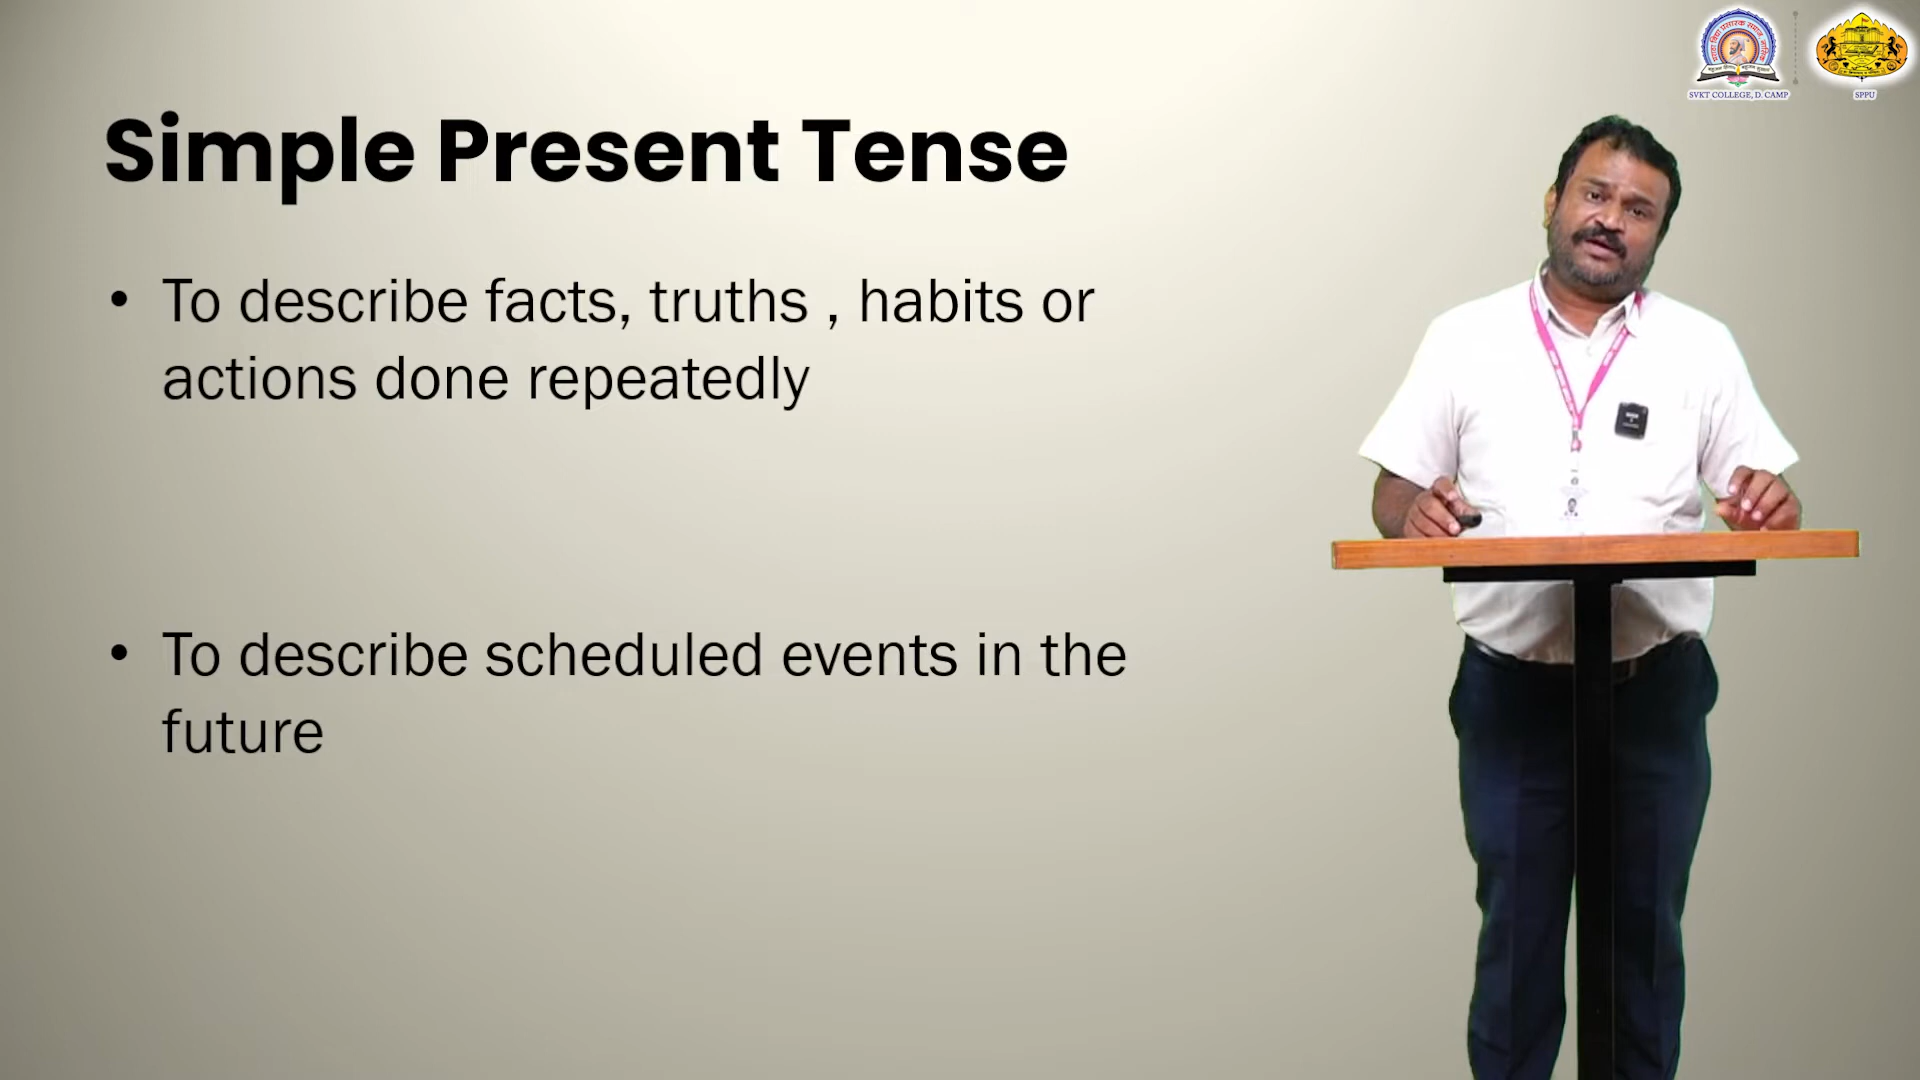 SVKT COLLEGE, D. CAMP
SPPU
Simple Present Tense
• To describe facts, truths , habits or
actions done repeatedly
• To describe scheduled events in the
future